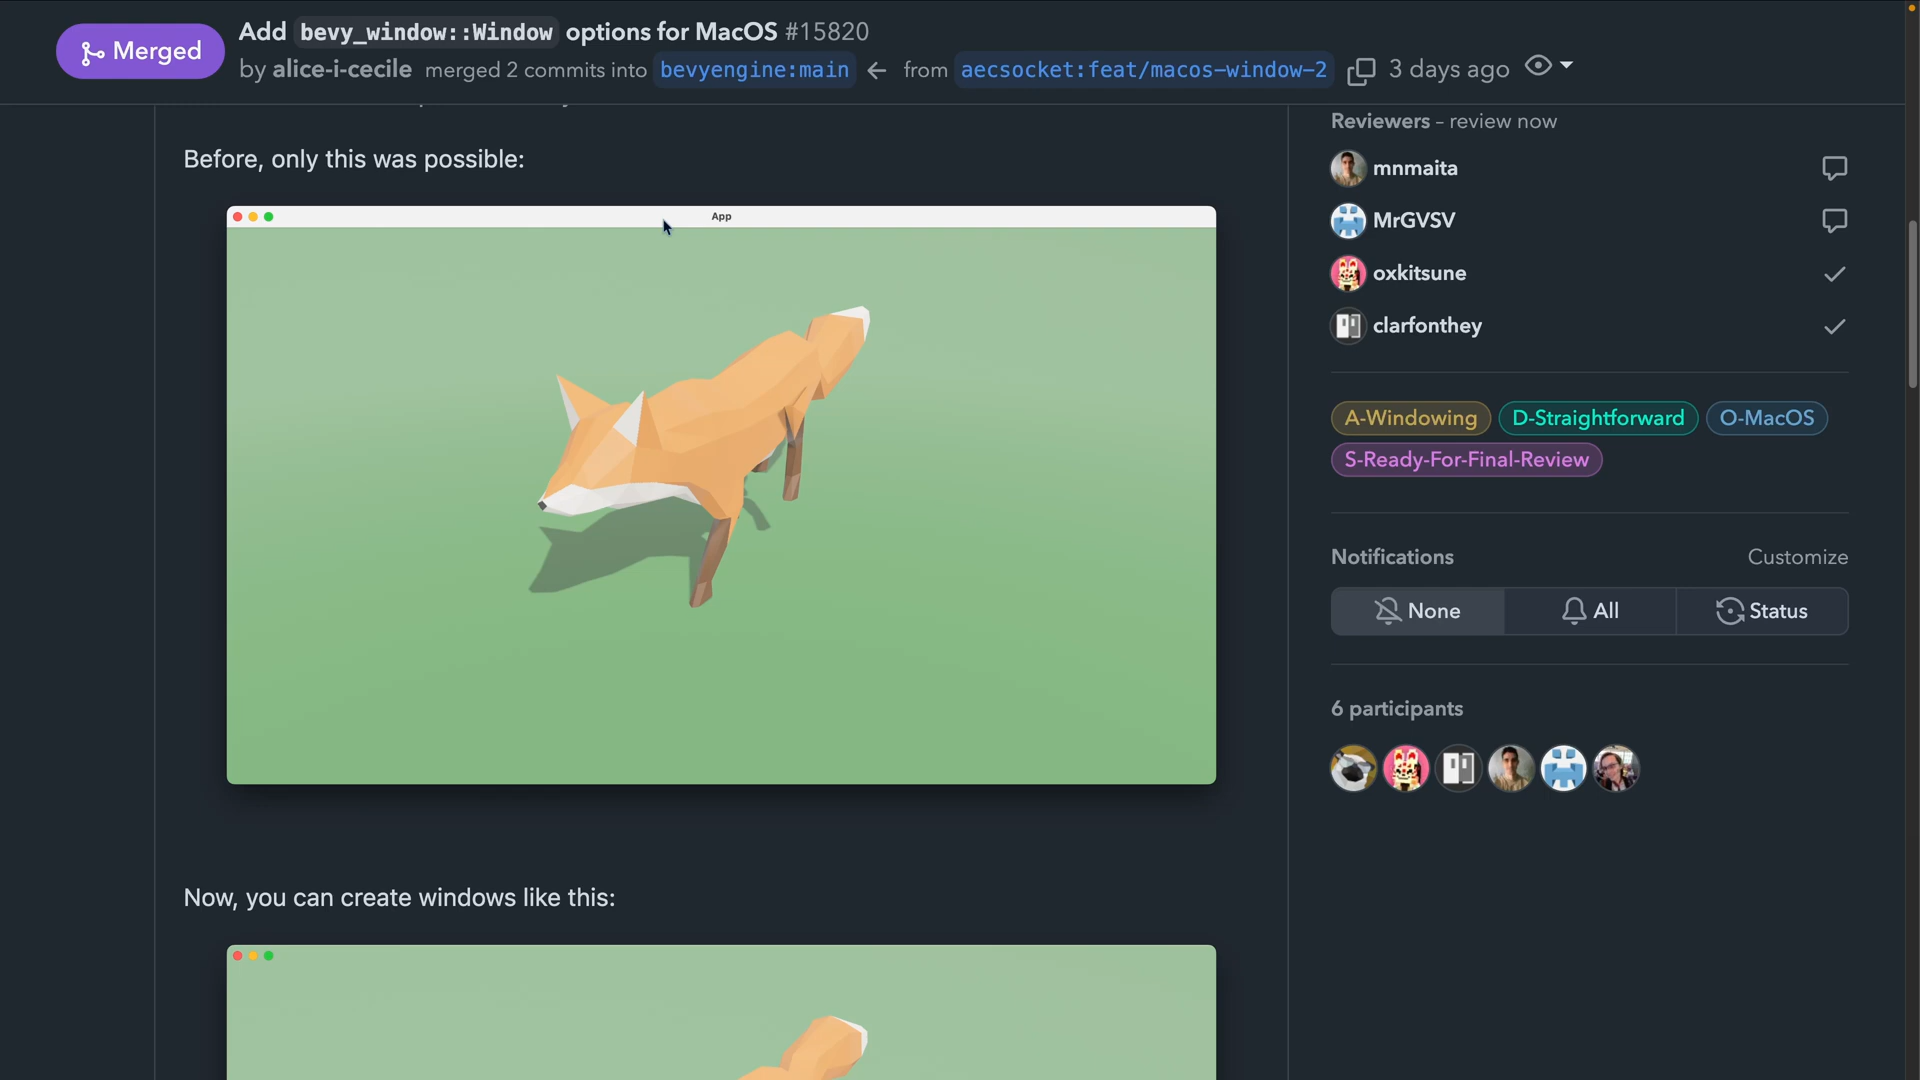 Merged
Add bevy_window::Window options for MacOS #15820
by alice-i-cecile merged 2 commits into bevyengine:main ← from aecsocket:feat/macos-window-2 3 days ago
Before, only this was possible:
App
Now, you can create windows like this:
Reviewers – review now
mnmaita
MrGVSV
oxkitsune
clarfonthey
A-Windowing D-Straightforward O-MacOS
S-Ready-For-Final-Review
Notifications Customize
None All Status
6 participants